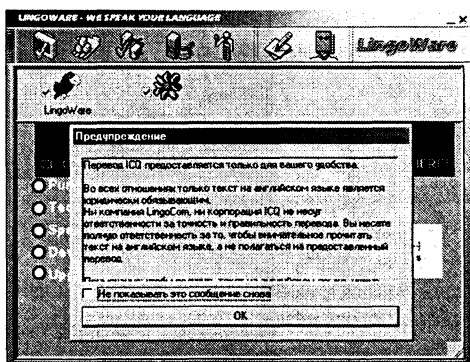 LINGOWARE - WE SPEAK YOUR LANGUAGE
LingoWare
LingoWare
Предупреждение
Перевод ICQ предоставляется только для вашего удобства.
Во всех отношениях только текст на английском языке является
юридически обязывающим.
Ни компания LingoCom, ни корпорация ICQ не несут
ответственности за точность и правильность перевода. Вы несете
полную ответственность за то, чтобы внимательное прочитать
текст на английском языке, а не полагаться на предоставленный
перевод.
Не показывать это сообщение снова
OK